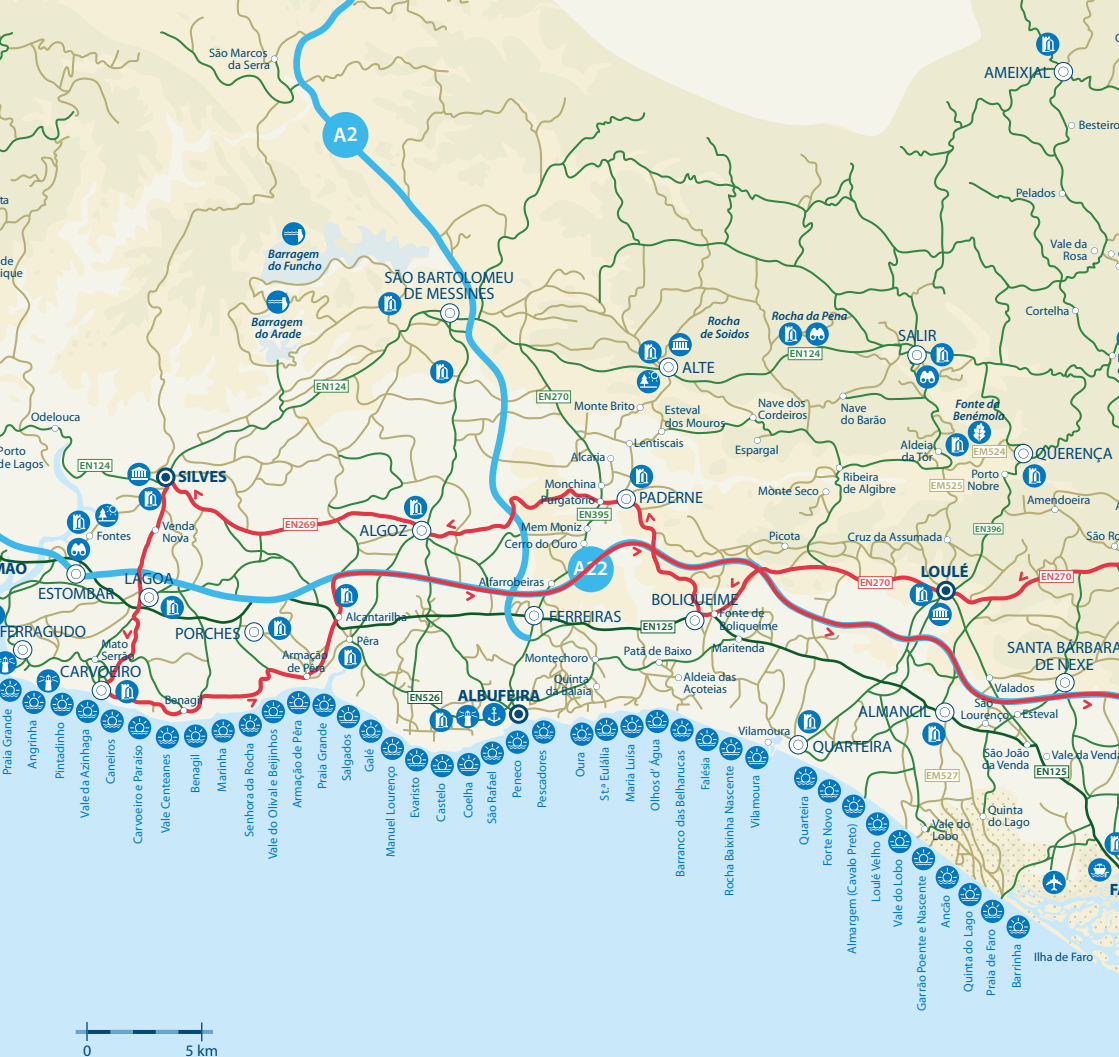 São Marcos
da Serra
A2
AMEIXIAL
Besteiro
Pelados
Vale da
Rosa
Cortelha
Barragem
do Funcho
SÃO BARTOLOMEU
DE MESSINES
Barragem
do Arade
Rocha
de Soidos
Rocha da Pena
EN124
SALIR
ALTE
EN124
EN270
Monte Brito
Esteval
dos Mouros
Nave dos
Cordeiros
Nave
do Barão
Fonte da
Benémola
Odelouca
Porto
de Lagos
EN124
SILVES
Lentiscais
Alcaria
Espargal
Aldeia
da Tôr
EN524
QUERENÇA
Monchina
Purgatório
PADERNE
Monte Seco
Ribeira
de Algibre
EN525
Porto
Nobre
Amendoeira
Fontes
Venda
Nova
EN269
ALGOZ
EN395
Mem Moniz
Cerro do Ouro
Picota
Cruz da Assumada
EN396
São Ro
MÃO
ESTOMBAR
LAGOA
A22
Alfarrobeiras
EN270
LOULÉ
EN270
FERRAGUDO
PORCHES
Alcantarilha
FERREIRAS
BOLIQUEIME
Fonte de
Boliqueime
EN125
Mato
Serrão
CARVOEIRO
Pêra
Armação
de Pêra
Montechoro
Patã de Baixo
Maritenda
SANTA BÁRBARA
DE NEXE
Benagil
EN526
ALBUFEIRA
Quinta
da Balaia
Aldeia das
Açoteias
Valados
ALMANCIL
São
Lourenço
Esteval
Vilamoura
QUARTEIRA
São João
da Venda
Vale da Venda
EN125
EN527
Vale do
Lobo
Quinta
do Lago
Praia Grande
Angrinha
Pintadinho
Vale da Azinhaga
Caneiros
Carvoeiro e Paraíso
Vale Centeanes
Benagil
Marinha
Senhora da Rocha
Vale do Olival e Beijinhos
Armação de Pêra
Praia Grande
Salgados
Galé
Manuel Lourenço
Evaristo
Castelo
Coelha
São Rafael
Peneco
Pescadores
Oura
St.ª Eulália
Maria Luísa
Olhos d' Água
Barranco das Belharucas
Falésia
Rocha Baixinha Nascente
Vilamoura
Quarteira
Forte Novo
Almargem (Cavalo Preto)
Loulé Velho
Vale do Lobo
Garrão Poente e Nascente
Ancão
Quinta do Lago
Praia de Faro
Barrinha
Ilha de Faro
0
5 km